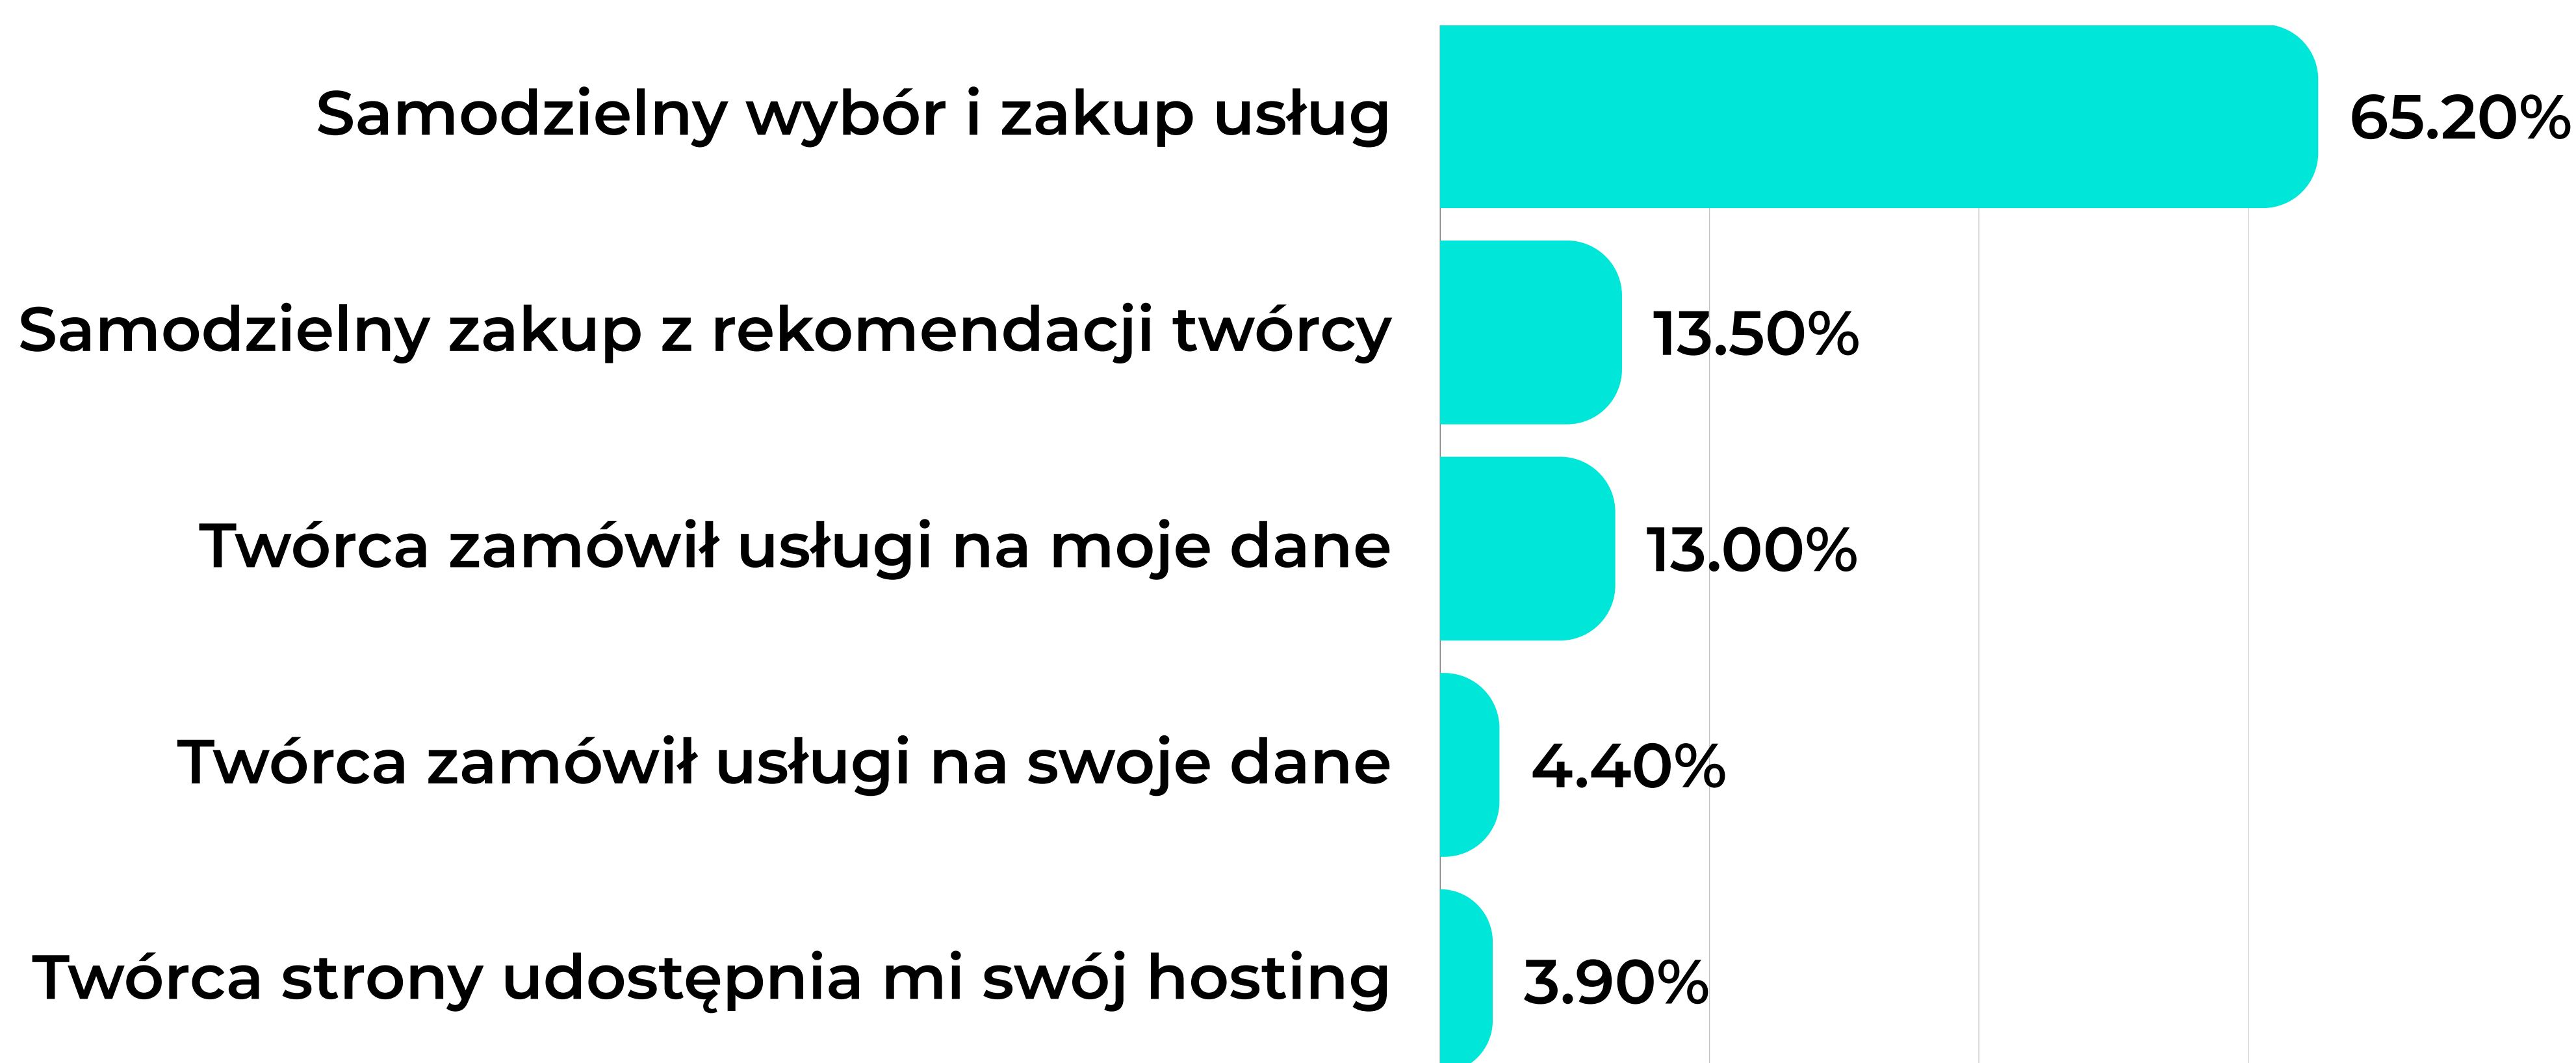 Samodzielny wybór i zakup usług 65.20%
Samodzielny zakup z rekomendacji twórcy 13.50%
Twórca zamówił usługi na moje dane 13.00%
Twórca zamówił usługi na swoje dane 4.40%
Twórca strony udostępnia mi swój hosting 3.90%